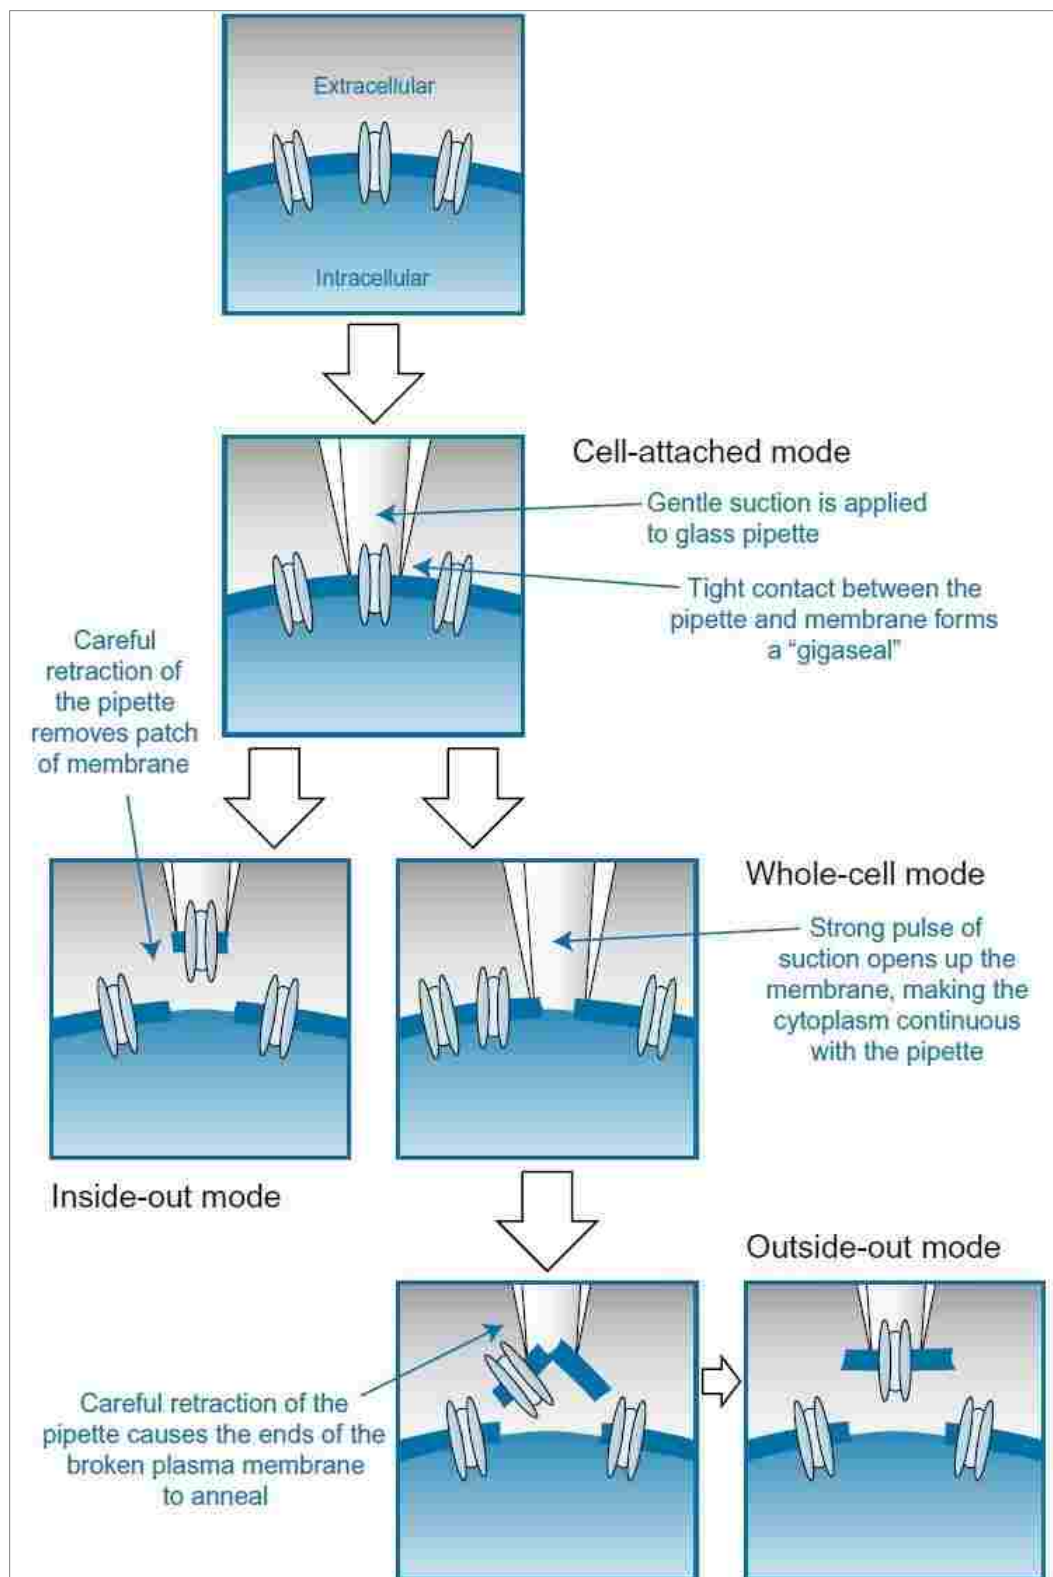 Extracellular
Intracellular
Cell-attached mode
Gentle suction is applied
to glass pipette
Tight contact between the
pipette and membrane forms
a “gigaseal”
Careful
retraction of
the pipette
removes patch
of membrane
Whole-cell mode
Strong pulse of
suction opens up the
membrane, making the
cytoplasm continuous
with the pipette
Inside-out mode
Outside-out mode
Careful retraction of the
pipette causes the ends of the
broken plasma membrane
to anneal